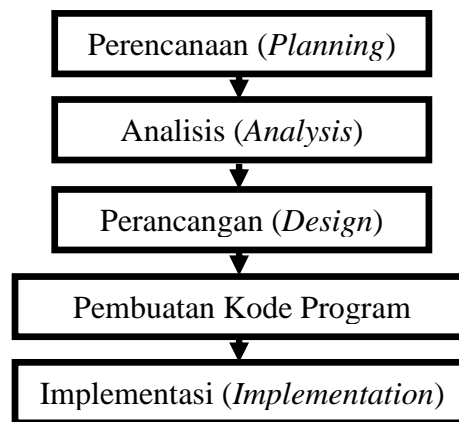 Perencanaan (Planning)
Analisis (Analysis)
Perancangan (Design)
Pembuatan Kode Program
Implementasi (Implementation)